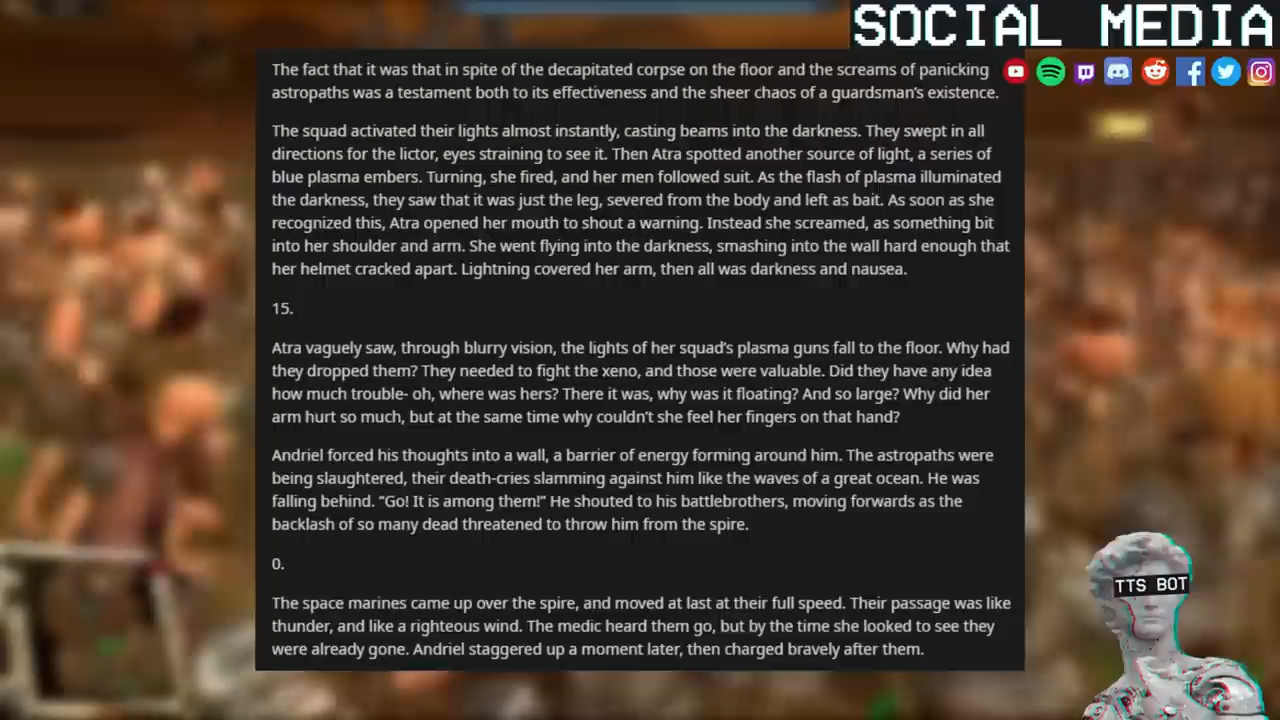 SOCIAL MEDIA
The fact that it was that in spite of the decapitated corpse on the floor and the screams of panicking
astropaths was a testament both to its effectiveness and the sheer chaos of a guardsman's existence.
The squad activated their lights almost instantly, casting beams into the darkness. They swept in all
directions for the lictor, eyes straining to see it. Then Atra spotted another source of light, a series of
blue plasma embers. Turning, she fired, and her men followed suit. As the flash of plasma illuminated
the darkness, they saw that it was just the leg, severed from the body and left as bait. As soon as she
recognized this, Atra opened her mouth to shout a warning. Instead she screamed, as something bit
into her shoulder and arm. She went flying into the darkness, smashing into the wall hard enough that
her helmet cracked apart. Lightning covered her arm, then all was darkness and nausea.
15.
Atra vaguely saw, through blurry vision, the lights of her squad's plasma guns fall to the floor. Why had
they dropped them? They needed to fight the xeno, and those were valuable. Did they have any idea
how much trouble- oh, where was hers? There it was, why was it floating? And so large? Why did her
arm hurt so much, but at the same time why couldn't she feel her fingers on that hand?
Andriel forced his thoughts into a wall, a barrier of energy forming around him. The astropaths were
being slaughtered, their death-cries slamming against him like the waves of a great ocean. He was
falling behind. "Go! It is among them!" He shouted to his battlebrothers, moving forwards as the
backlash of so many dead threatened to throw him from the spire.
0.
The space marines came up over the spire, and moved at last at their full speed. Their passage was like
thunder, and like a righteous wind. The medic heard them go, but by the time she looked to see they
were already gone. Andriel staggered up a moment later, then charged bravely after them.
TTS BOT